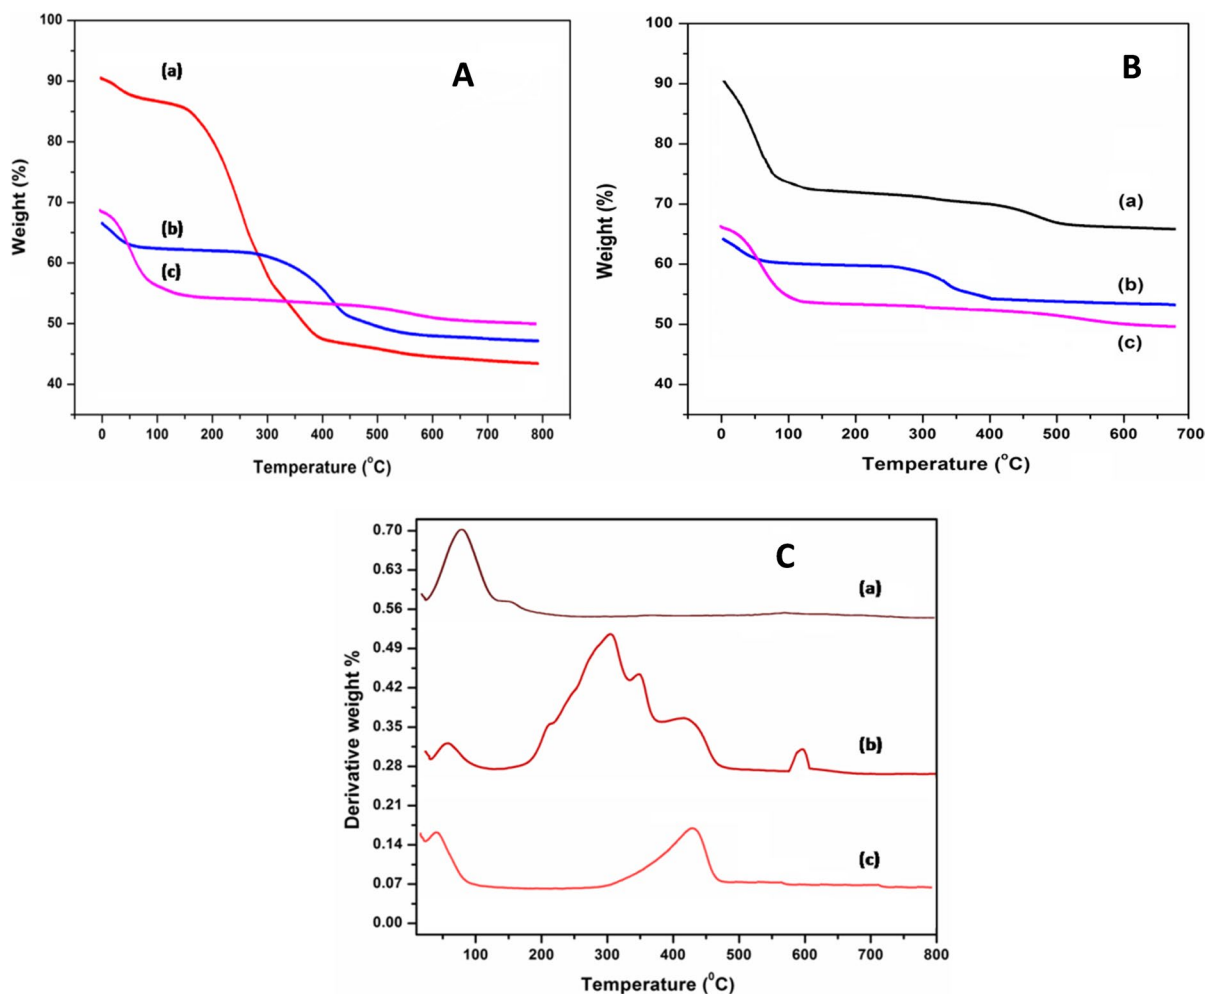 A
(a)
(b)
(c)
Weight (%)
100
90
80
70
60
50
40
0 100 200 300 400 500 600 700 800
Temperature (°C)
B
(a)
(b)
(c)
Weight (%)
100
90
80
70
60
50
40
0 100 200 300 400 500 600 700
Temperature (°C)
C
(a)
(b)
(c)
Derivative weight %
0.70
0.63
0.56
0.49
0.42
0.35
0.28
0.21
0.14
0.07
0.00
100 200 300 400 500 600 700 800
Temperature (⁰C)